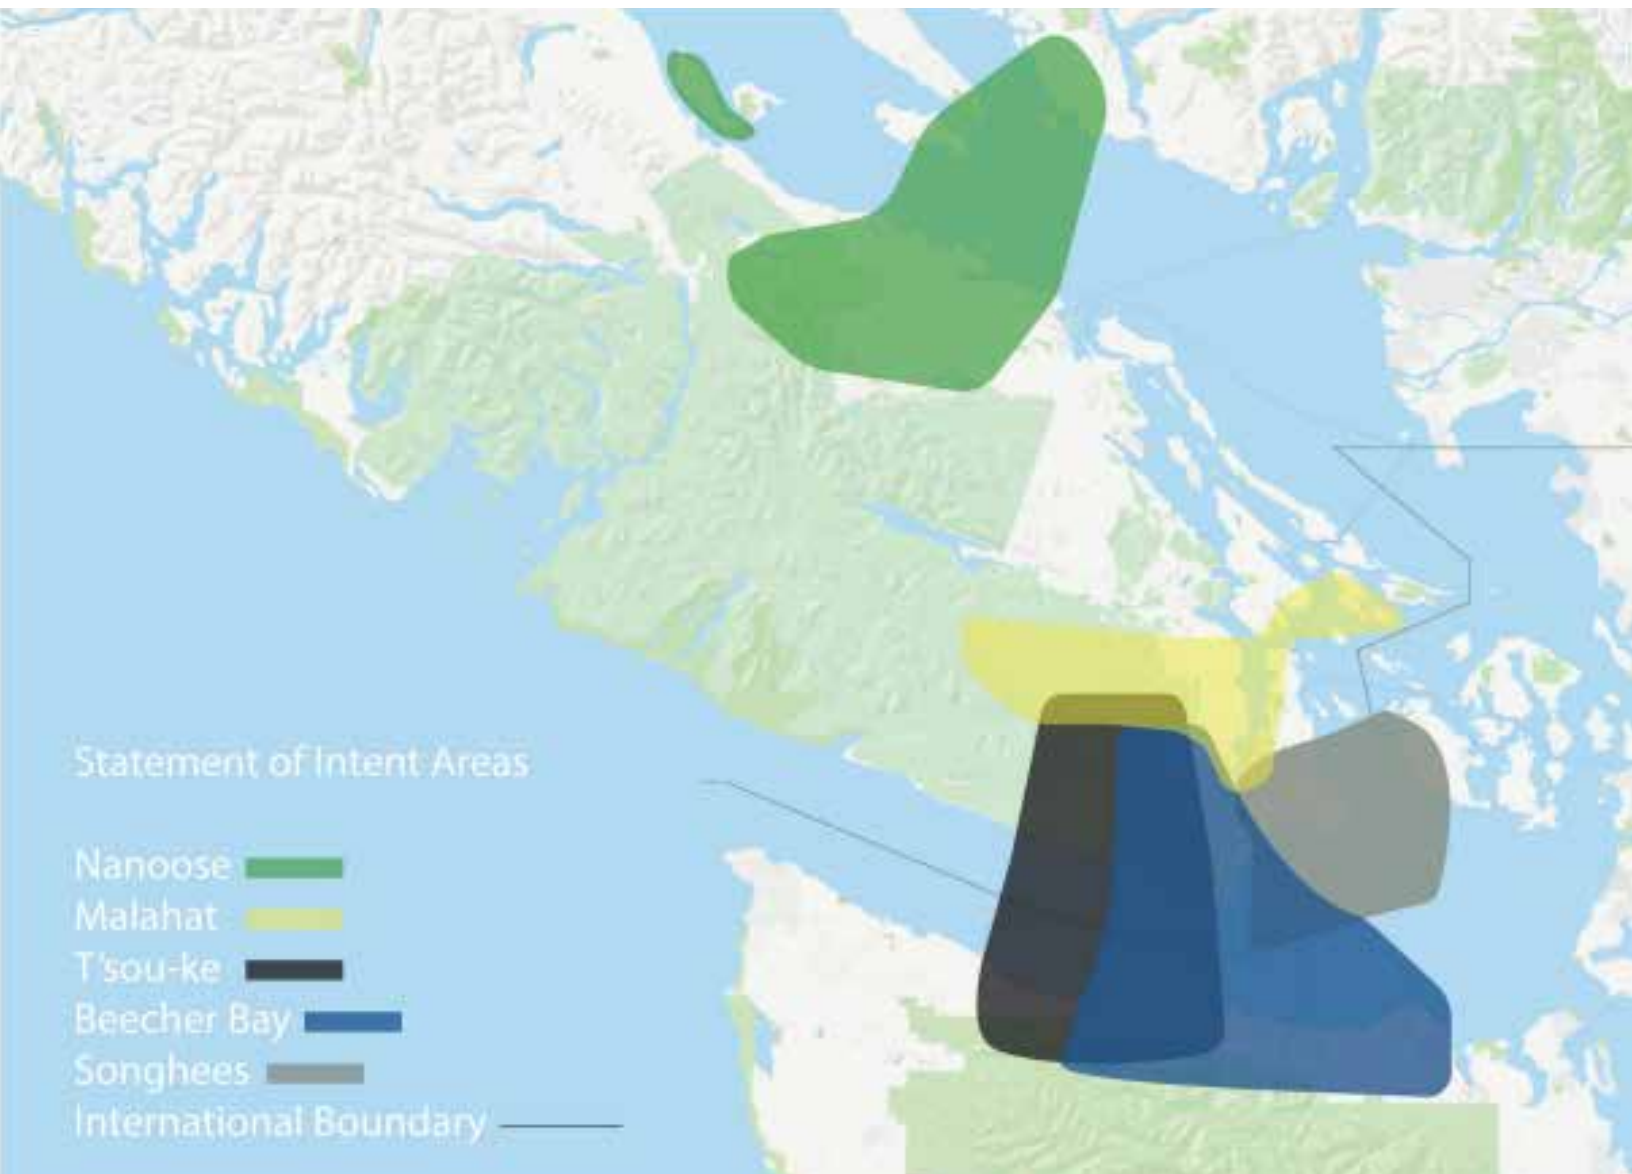 Statement of Intent Areas
Nanoose
Malahat
T'sou-ke
Beecher Bay
Songhees
International Boundary